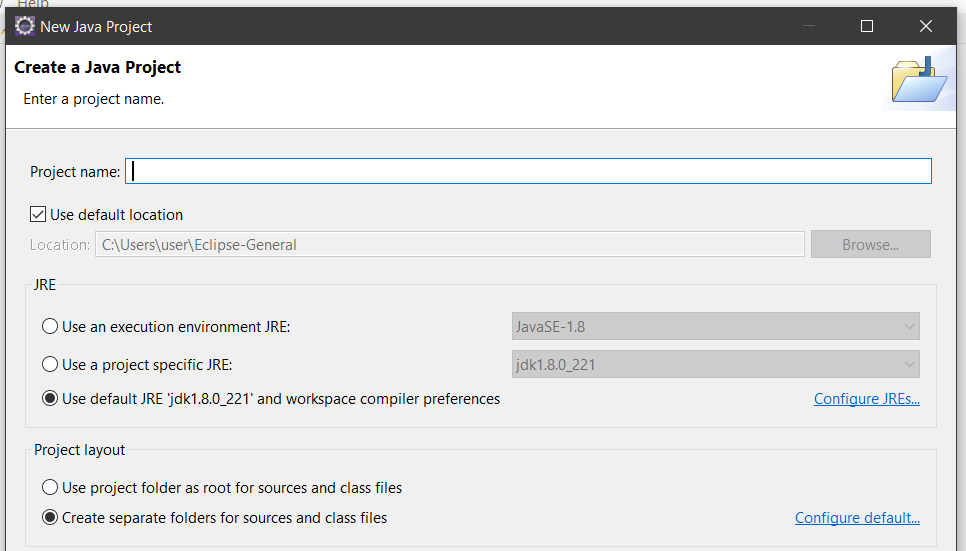 Help
New Java Project
Create a Java Project
Enter a project name.
Project name:
Use default location
Location: C:\Users\user\Eclipse-General Browse...
JRE
Use an execution environment JRE: JavaSE-1.8
Use a project specific JRE: jdk1.8.0_221
Use default JRE 'jdk1.8.0_221' and workspace compiler preferences Configure JREs...
Project layout
Use project folder as root for sources and class files
Create separate folders for sources and class files Configure default...